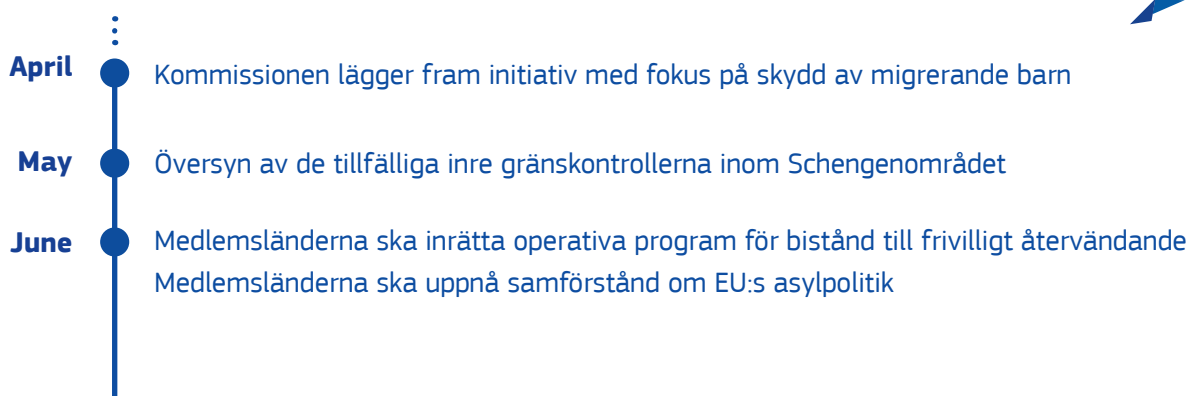 April
Kommissionen lägger fram initiativ med fokus på skydd av migrerande barn
May
Översyn av de tillfälliga inre gränskontrollerna inom Schengenområdet
June
Medlemsländerna ska inrätta operativa program för bistånd till frivilligt återvändande
Medlemsländerna ska uppnå samförstånd om EU:s asylpolitik